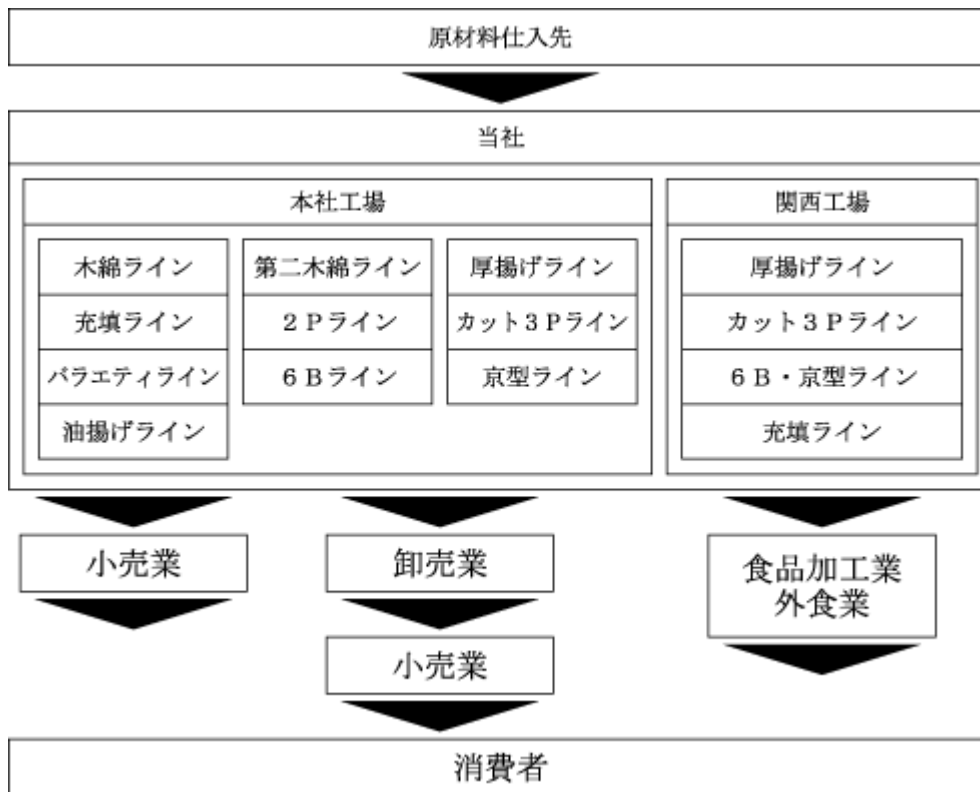 原材料仕入先
当社
本社工場
木綿ライン
充填ライン
バラエティライン
油揚げライン
第二木綿ライン
２Ｐライン
６Ｂライン
厚揚げライン
カット３Ｐライン
京型ライン
関西工場
厚揚げライン
カット３Ｐライン
６Ｂ・京型ライン
充填ライン
小売業
卸売業
小売業
食品加工業
外食業
消費者